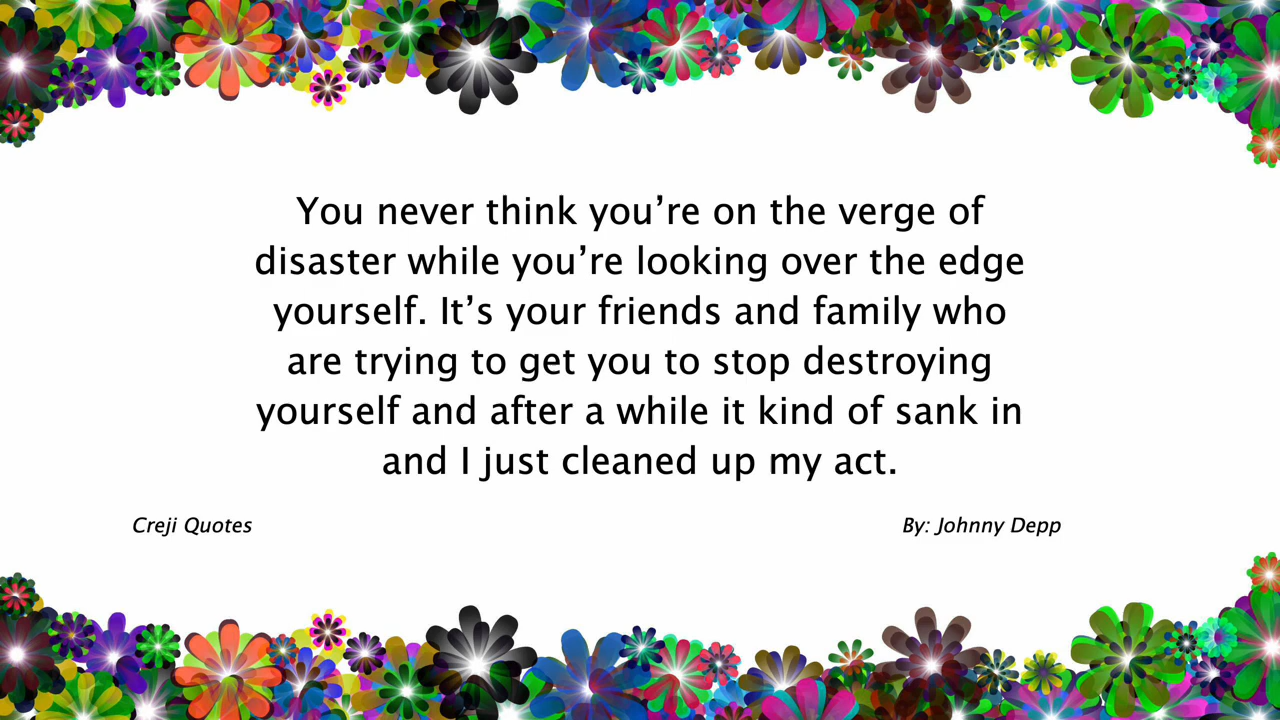 You never think you’re on the verge of
disaster while you’re looking over the edge
yourself. It’s your friends and family who
are trying to get you to stop destroying
yourself and after a while it kind of sank in
and I just cleaned up my act.
Creji Quotes
By: Johnny Depp